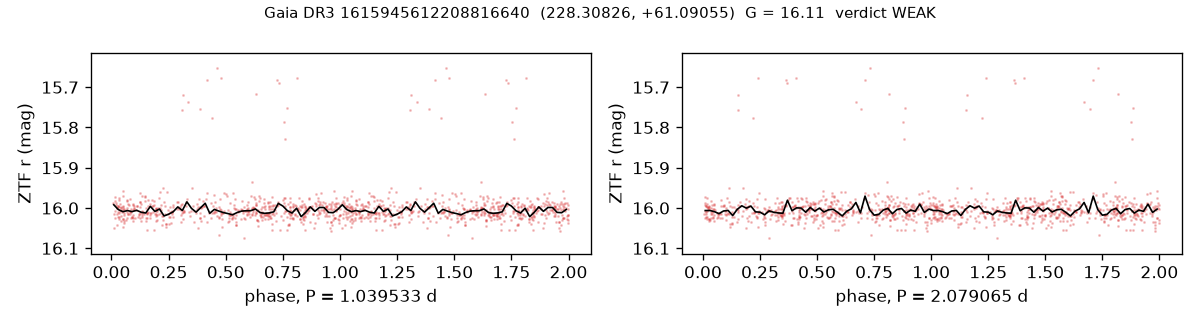 Gaia DR3 1615945612208816640  (228.30826, +61.09055)  G = 16.11  verdict WEAK
ZTF r (mag)
15.7
15.8
15.9
16.0
16.1
0.00 0.25 0.50 0.75 1.00 1.25 1.50 1.75 2.00
phase, P = 1.039533 d
ZTF r (mag)
15.7
15.8
15.9
16.0
16.1
0.00 0.25 0.50 0.75 1.00 1.25 1.50 1.75 2.00
phase, P = 2.079065 d